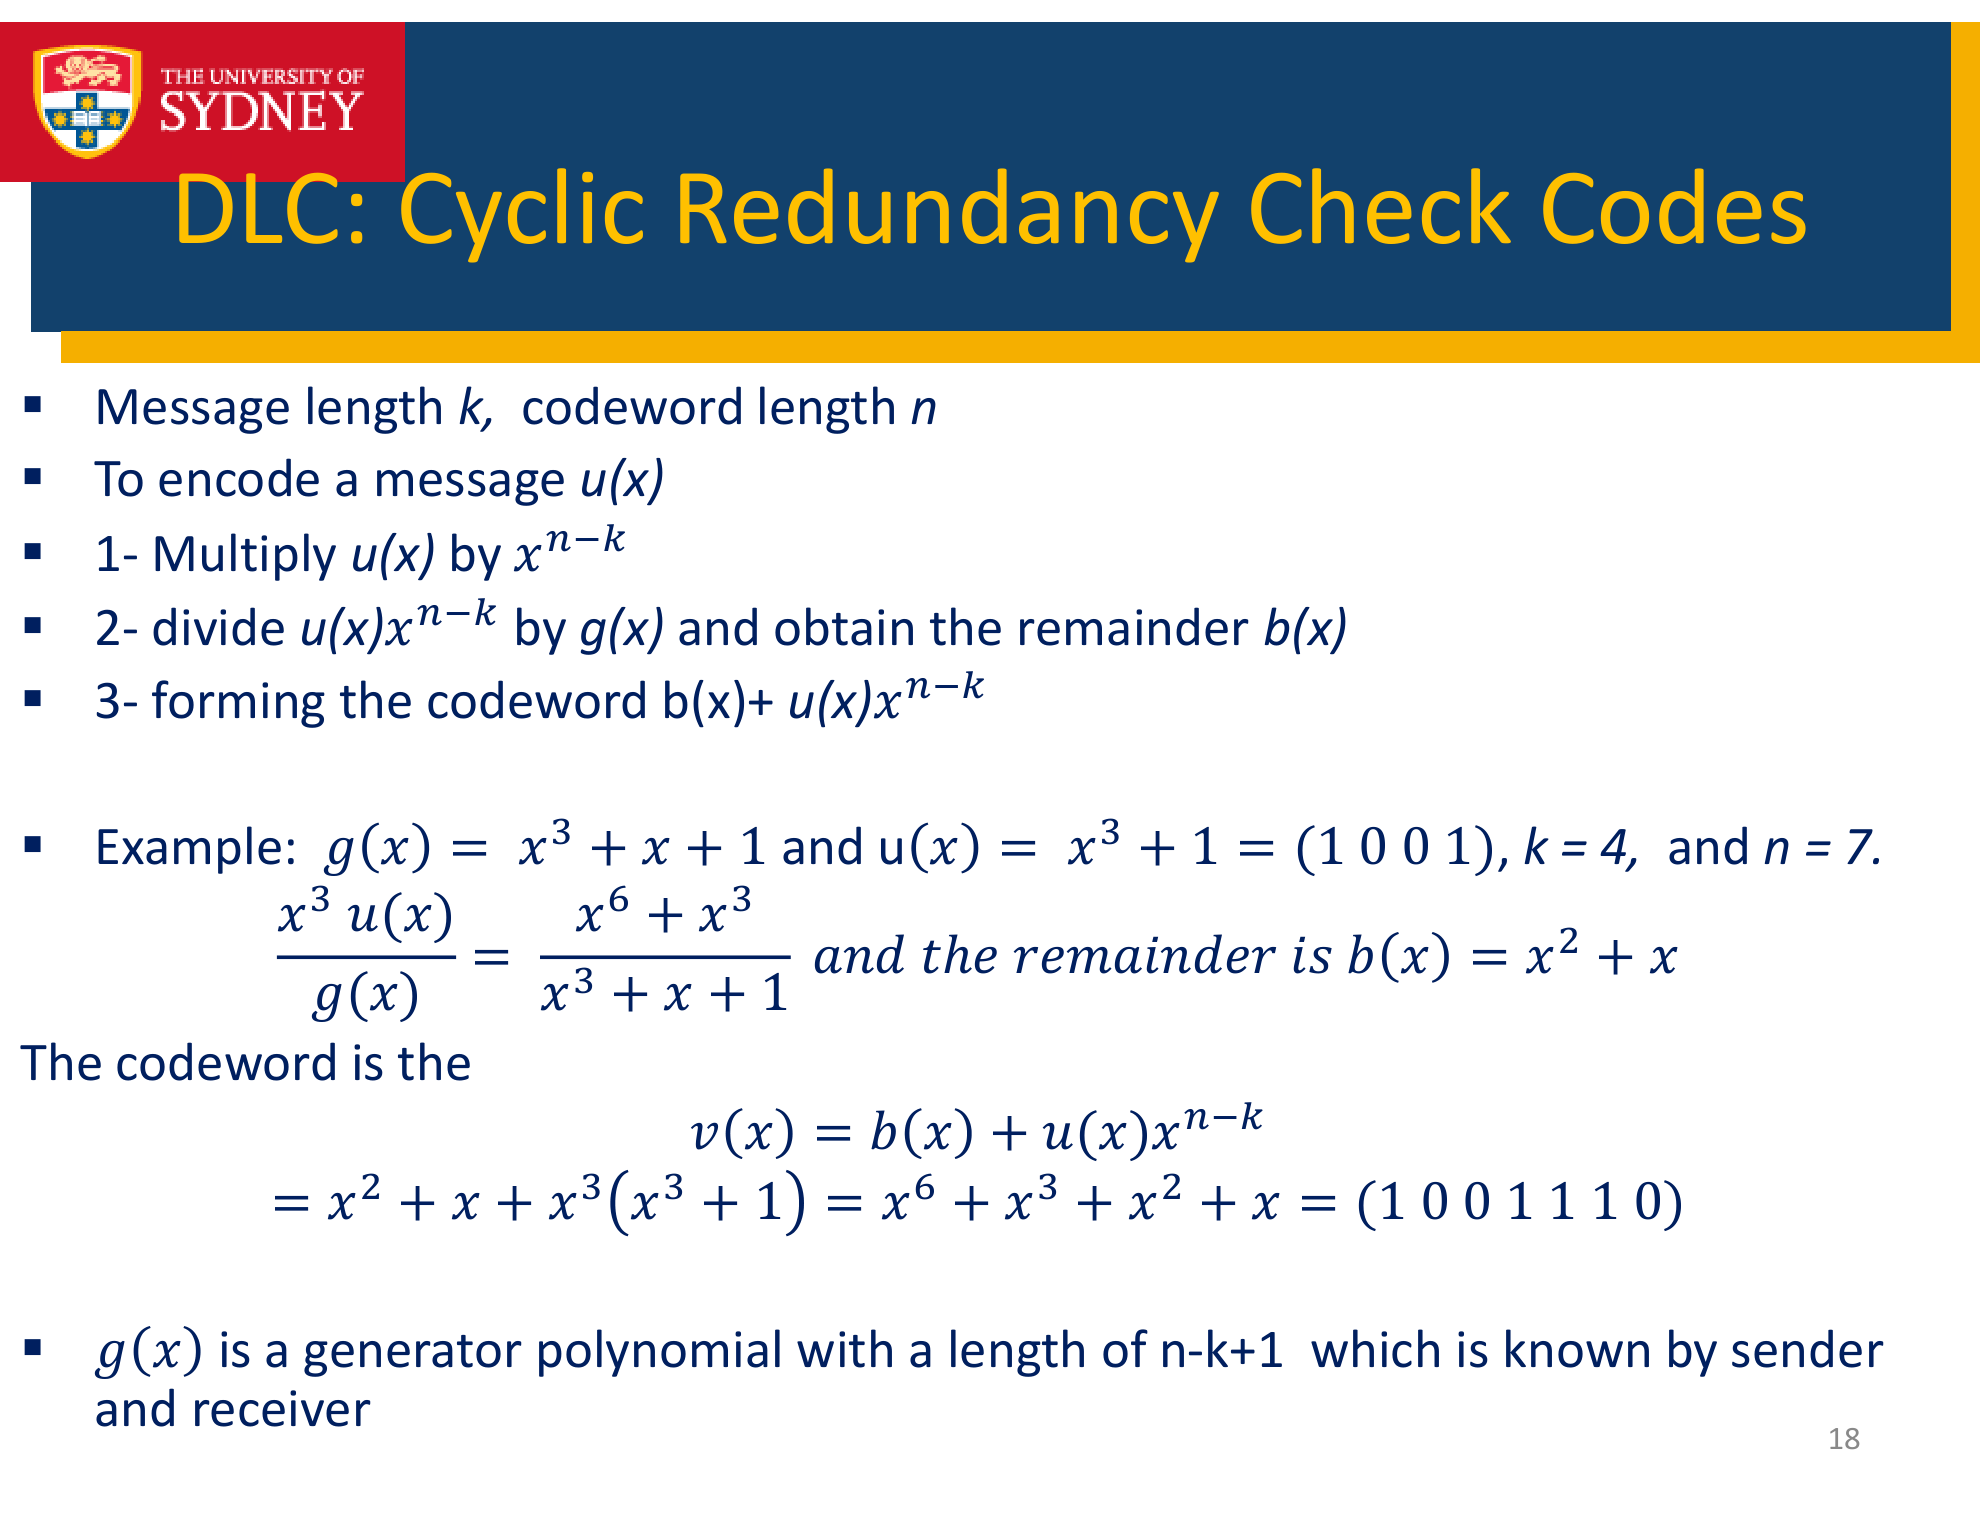 THE UNIVERSITY OF
SYDNEY
DLC: Cyclic Redundancy Check Codes
▪ Message length k, codeword length n
▪ To encode a message u(x)
▪ 1- Multiply u(x) by 𝑥^{𝑛−𝑘}
▪ 2- divide u(x)𝑥^{𝑛−𝑘} by g(x) and obtain the remainder b(x)
▪ 3- forming the codeword b(x)+ u(x)𝑥^{𝑛−𝑘}
▪ Example: 𝑔(𝑥) = 𝑥^3 + 𝑥 + 1 and u(𝑥) = 𝑥^3 + 1 = (1 0 0 1), k = 4, and n = 7.
\frac{𝑥^3 𝑢(𝑥)}{𝑔(𝑥)} = \frac{𝑥^6 + 𝑥^3}{𝑥^3 + 𝑥 + 1} 𝑎𝑛𝑑 𝑡ℎ𝑒 𝑟𝑒𝑚𝑎𝑖𝑛𝑑𝑒𝑟 𝑖𝑠 𝑏(𝑥) = 𝑥^2 + 𝑥
The codeword is the
𝑣(𝑥) = 𝑏(𝑥) + 𝑢(𝑥)𝑥^{𝑛−𝑘}
= 𝑥^2 + 𝑥 + 𝑥^3(𝑥^3 + 1) = 𝑥^6 + 𝑥^3 + 𝑥^2 + 𝑥 = (1 0 0 1 1 1 0)
▪ 𝑔(𝑥) is a generator polynomial with a length of n-k+1 which is known by sender
and receiver
18